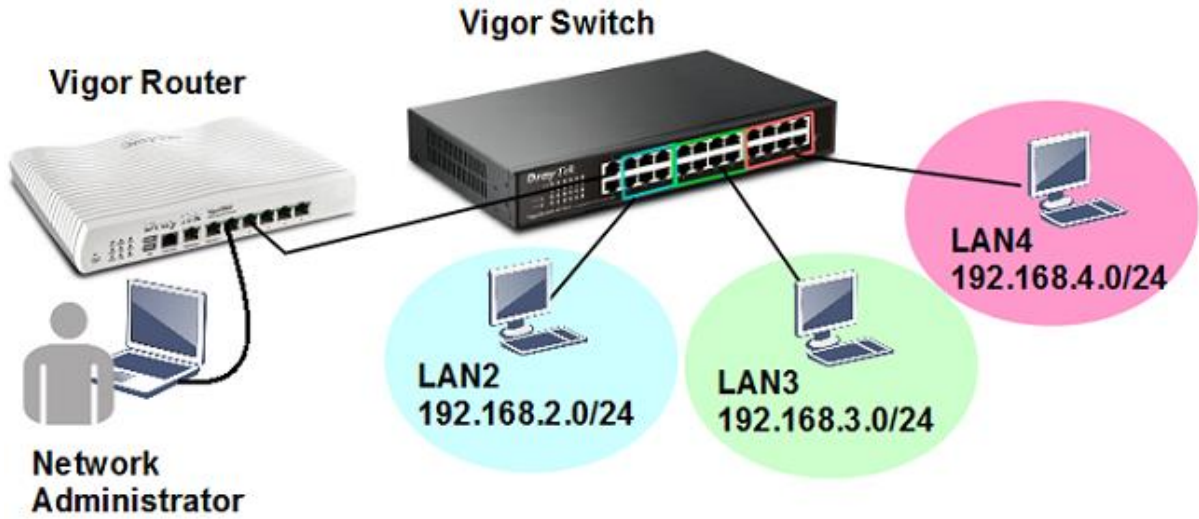 Vigor Switch
Vigor Router
DrayTek
LAN4
192.168.4.0/24
LAN2
192.168.2.0/24
LAN3
192.168.3.0/24
Network
Administrator